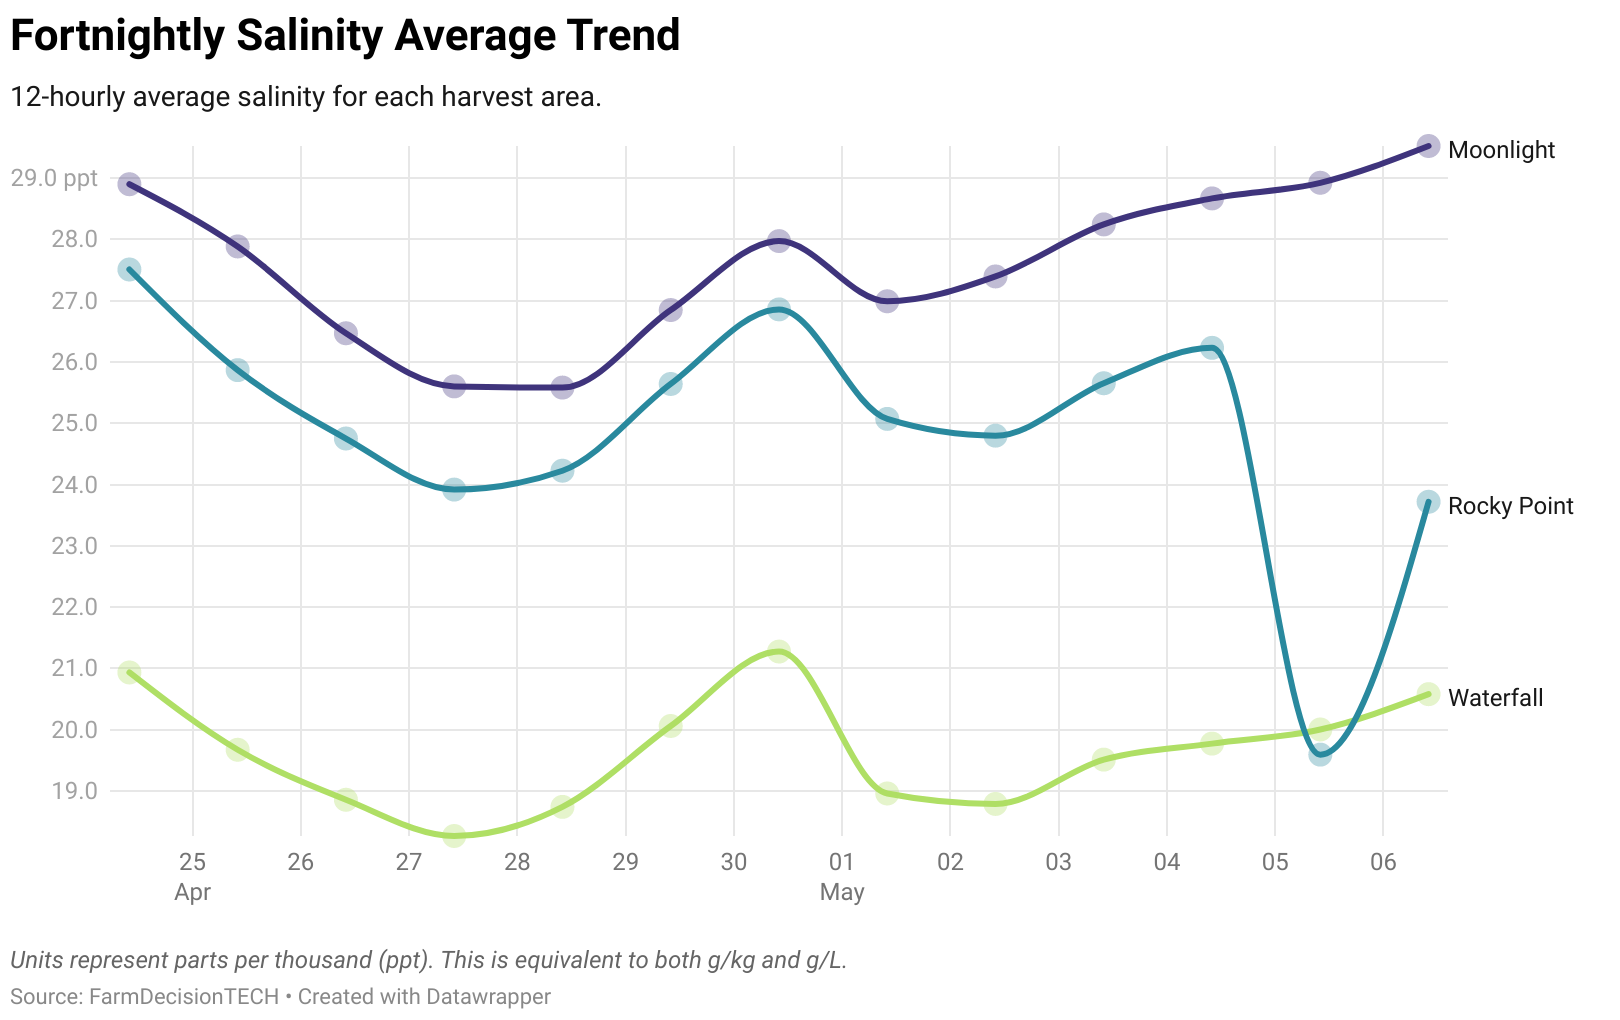 Fortnightly Salinity Average Trend
12-hourly average salinity for each harvest area.
Moonlight
29.0 ppt
28.0
27.0
26.0
25.0
24.0
Rocky Point
23.0
22.0
21.0
Waterfall
20.0
19.0
25 26 27 28 29 30 01 02 03 04 05 06
Apr May
Units represent parts per thousand (ppt). This is equivalent to both g/kg and g/L.
Source: FarmDecisionTECH • Created with Datawrapper